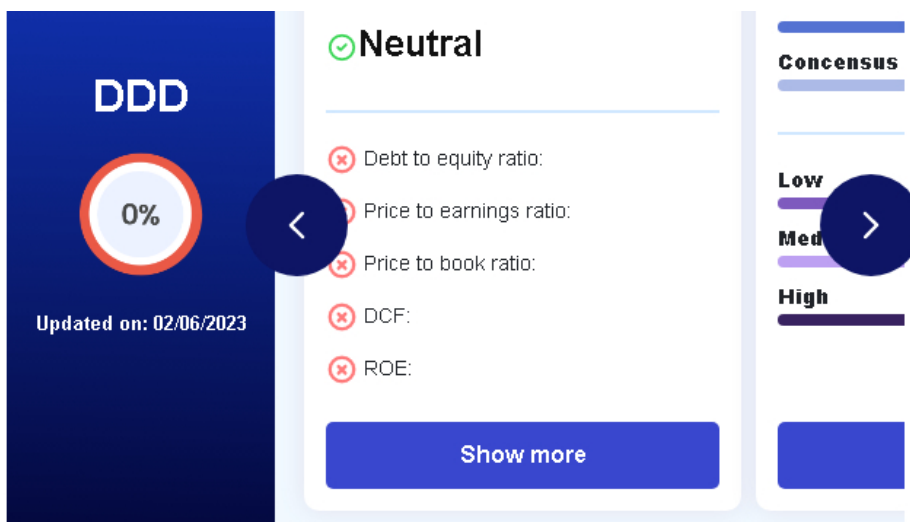 DDD
0%
Updated on: 02/06/2023
Neutral
Debt to equity ratio:
Price to earnings ratio:
Price to book ratio:
DCF:
ROE:
Show more
Concensus
Low
Med
High